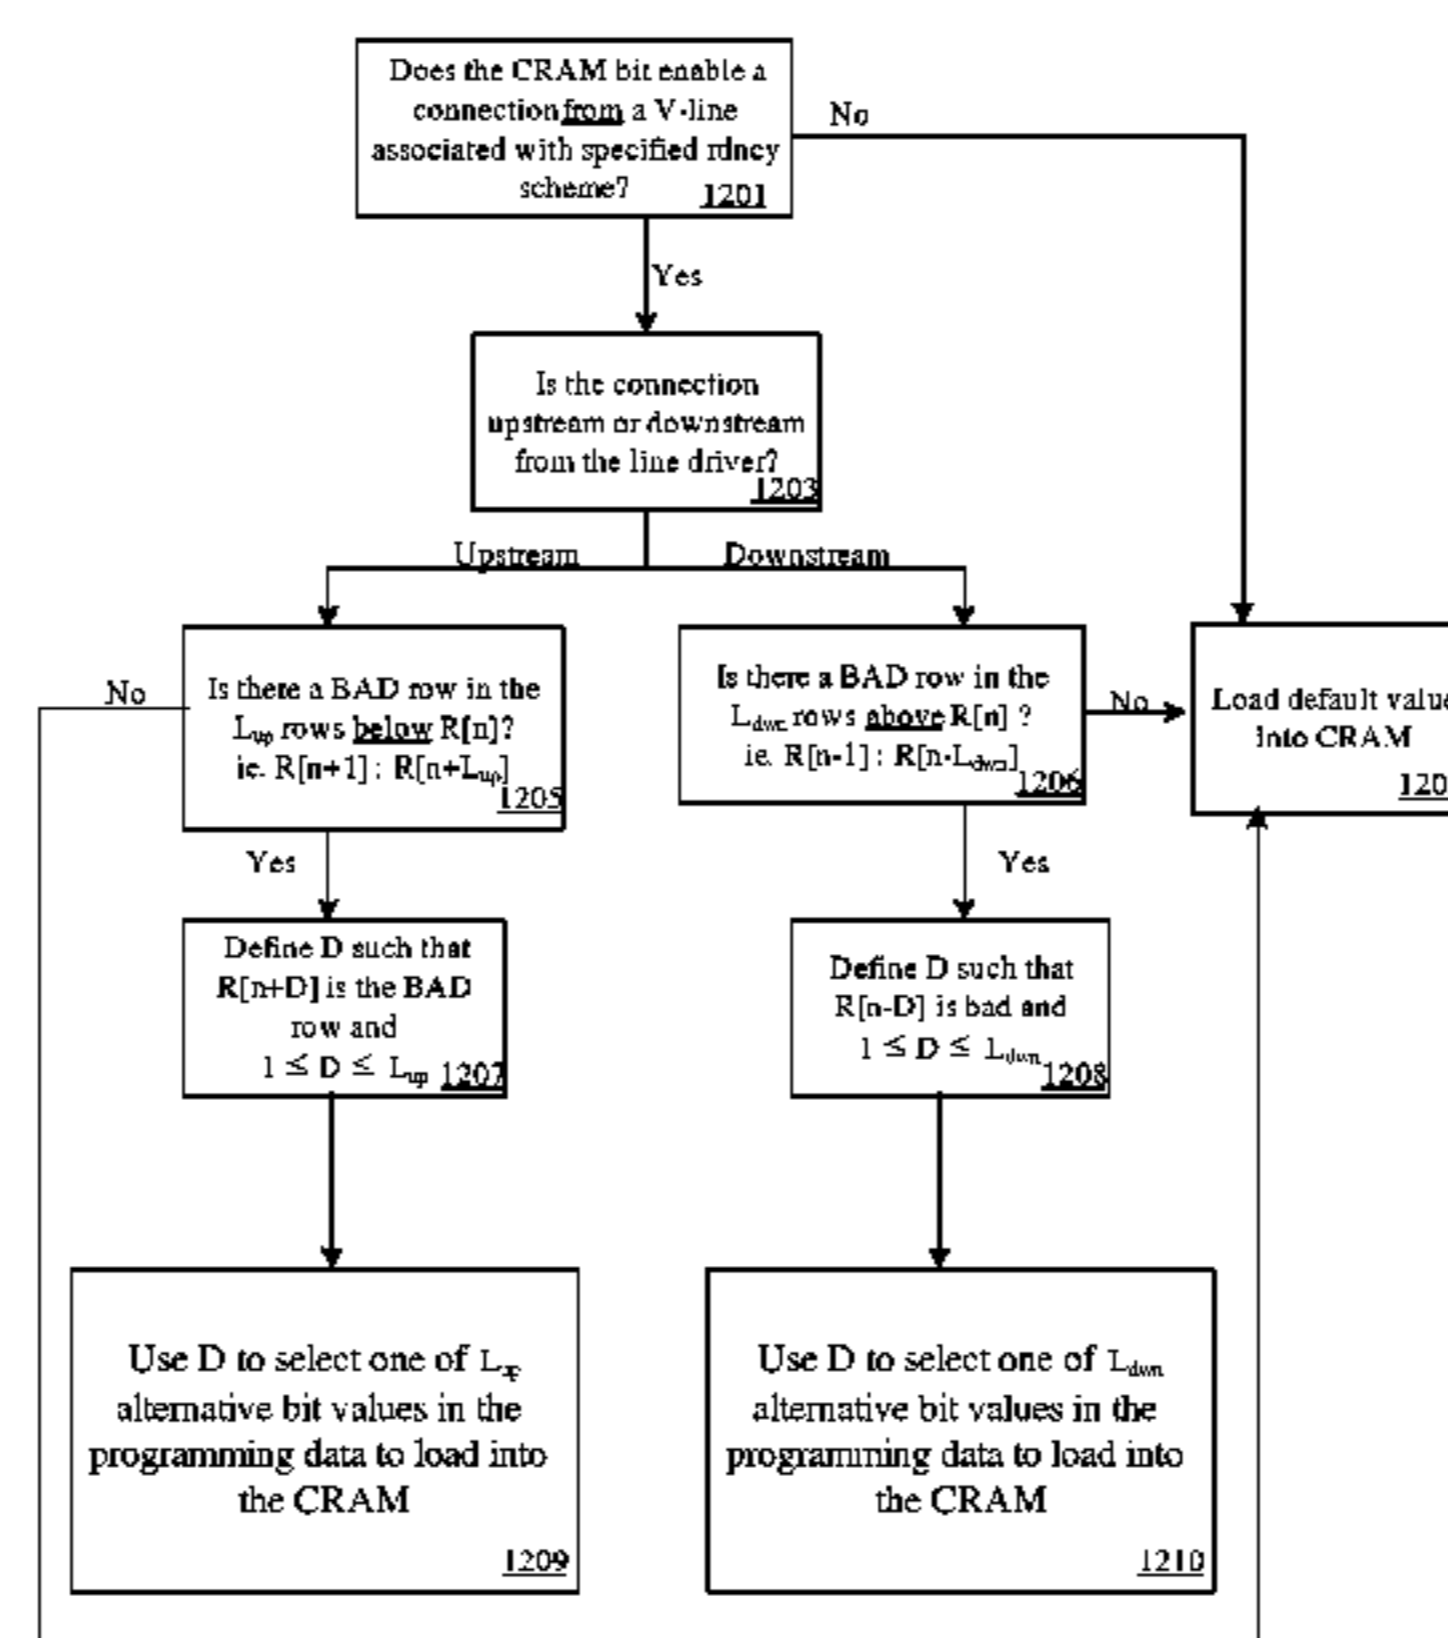 Does the CRAM bit enable a
connection from a V-line
associated with specified rdncy
scheme?
1201
No
Yes
Is the connection
upstream or downstream
from the line driver?
1203
Upstream
Downstream
No
Is there a BAD row in the
Lup rows below R[n]?
ie. R[n+1] : R[n+Lup]
1205
Is there a BAD row in the
Ldwn rows above R[n] ?
ie. R[n-1] : R[n-Ldwn]
1206
No
Load default value
into CRAM
120
Yes
Yes
Define D such that
R[n+D] is the BAD
row and
1 ≤ D ≤ Lup
1207
Define D such that
R[n-D] is bad and
1 ≤ D ≤ Ldwn
1208
Use D to select one of Lup
alternative bit values in the
programming data to load into
the CRAM
1209
Use D to select one of Ldwn
alternative bit values in the
programming data to load into
the CRAM
1210